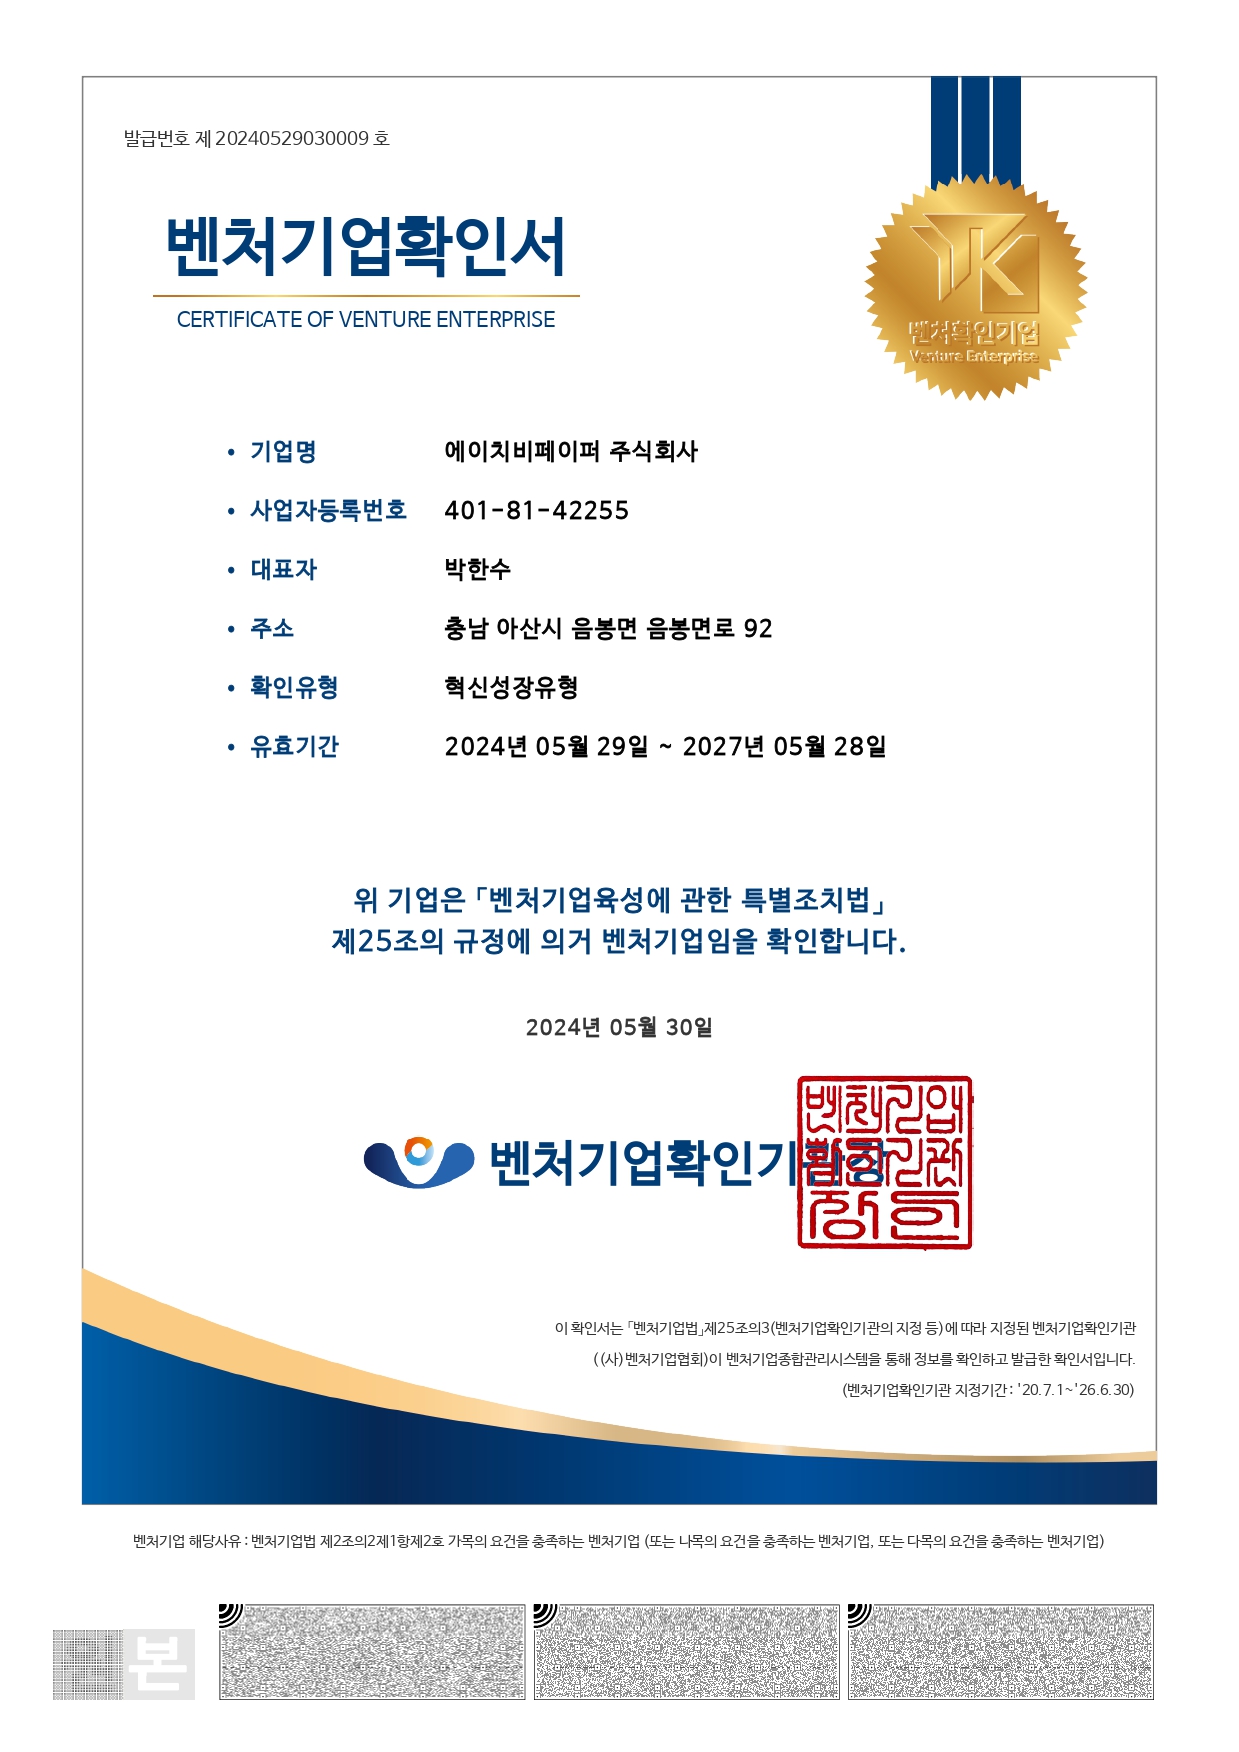 발급번호 제 20240529030009 호
벤처기업확인서
CERTIFICATE OF VENTURE ENTERPRISE
벤처확인기업
Venture Enterprise
• 기업명 에이치비페이퍼 주식회사
• 사업자등록번호 401-81-42255
• 대표자 박한수
• 주소 충남 아산시 음봉면 음봉면로 92
• 확인유형 혁신성장유형
• 유효기간 2024년 05월 29일 ~ 2027년 05월 28일
위 기업은 「벤처기업육성에 관한 특별조치법」
제25조의 규정에 의거 벤처기업임을 확인합니다.
2024년 05월 30일
벤처기업확인기관장
벤처기업
확인기관
장의인
이 확인서는 「벤처기업법」제25조의3(벤처기업확인기관의 지정 등)에 따라 지정된 벤처기업확인기관
((사)벤처기업협회)이 벤처기업종합관리시스템을 통해 정보를 확인하고 발급한 확인서입니다.
(벤처기업확인기관 지정기간 : '20.7.1~'26.6.30)
벤처기업 해당사유 : 벤처기업법 제2조의2제1항제2호 가목의 요건을 충족하는 벤처기업 (또는 나목의 요건을 충족하는 벤처기업, 또는 다목의 요건을 충족하는 벤처기업)
본